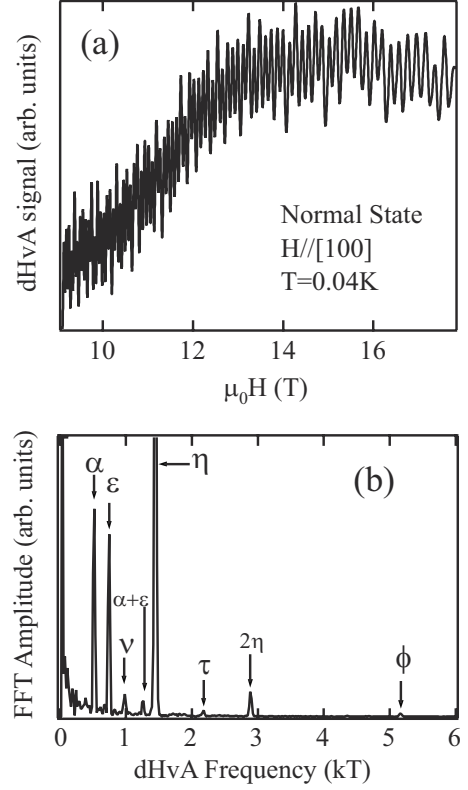 (a)
dHvA signal (arb. units)
Normal State
H//[100]
T=0.04K
10 12 14 16
μ₀H (T)
(b)
FFT Amplitude (arb. units)
α
ε
η
ν
α+ε
τ
2η
ϕ
0 1 2 3 4 5 6
dHvA Frequency (kT)